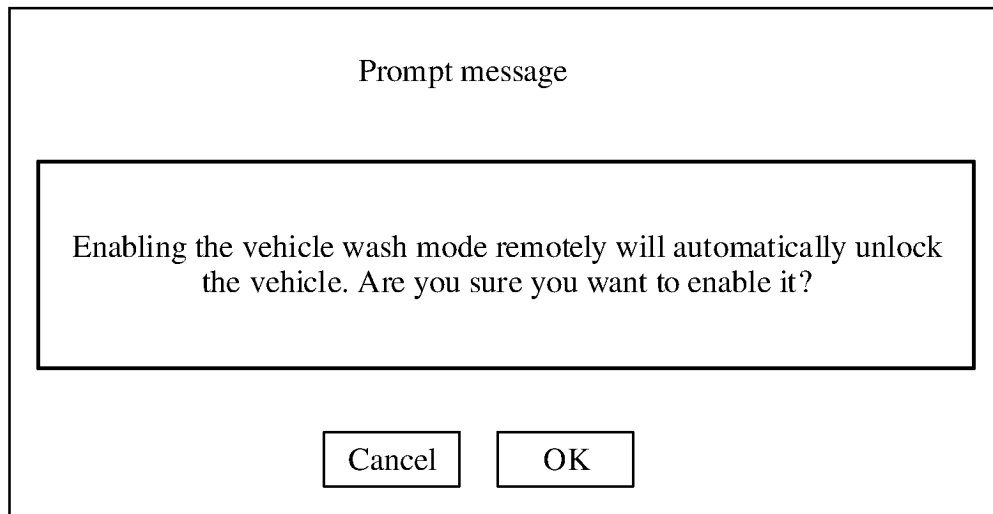 Prompt message
Enabling the vehicle wash mode remotely will automatically unlock
the vehicle. Are you sure you want to enable it?
Cancel
OK